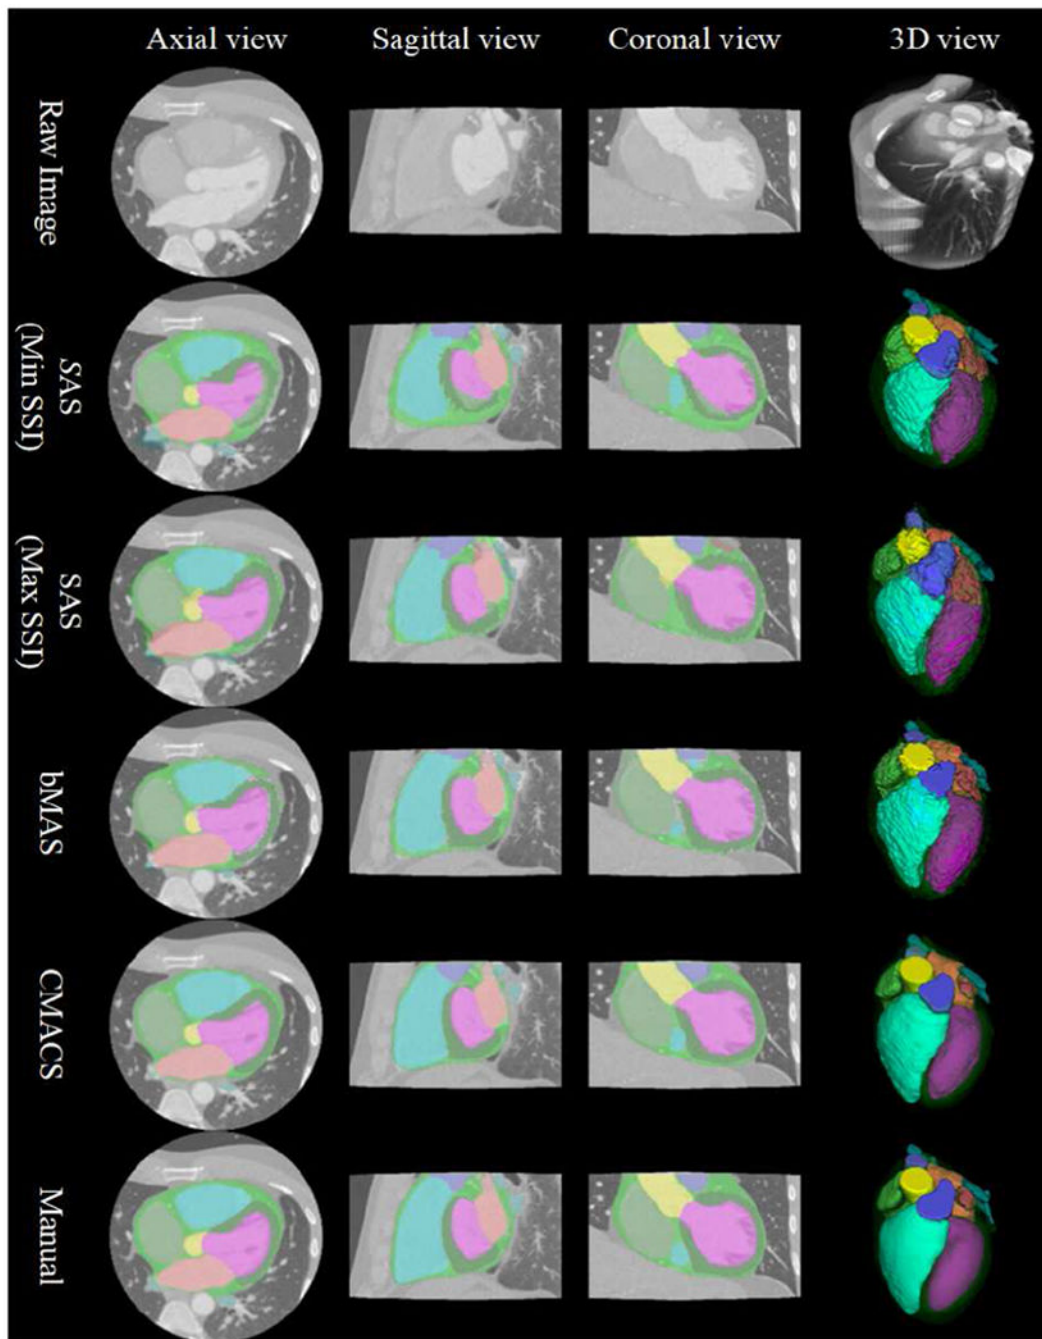 Axial view
Sagittal view
Coronal view
3D view
Raw Image
SAS
(Min SSI)
SAS
(Max SSI)
bMAS
CMACS
Manual